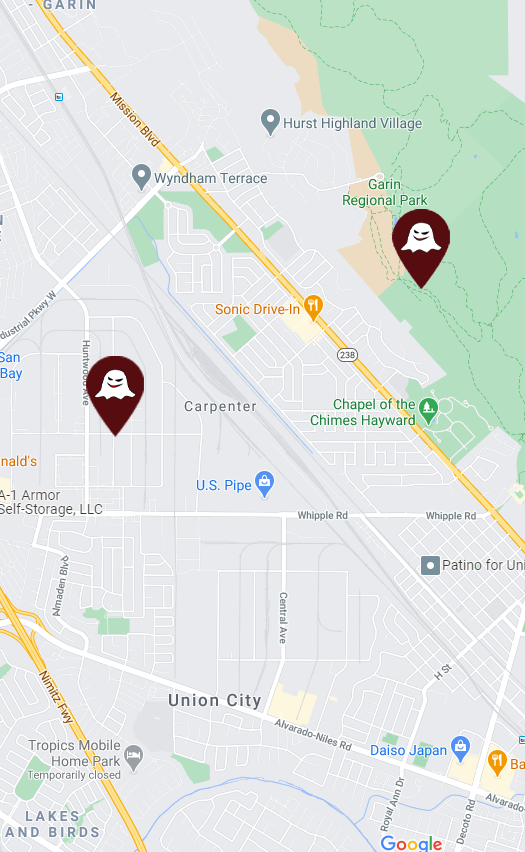 - GARIN
Mission Blvd
Hurst Highland Village
Wyndham Terrace
Garin
Regional Park
dustrial Pkwy W
Sonic Drive-In
238
San
Bay
Huntwood Ave
Carpenter
Chapel of the
Chimes Hayward
nald's
U.S. Pipe
A-1 Armor
Self-Storage, LLC
Whipple Rd
Whipple Rd
Patino for Uni
Almaden Blvd
Central Ave
H St
Nimitz Fwy
Union City
Alvarado-Niles Rd
Tropics Mobile
Home Park
Temporarily closed
Daiso Japan
Ba
Royal Ann Dr
Decoto Rd
Alvarado-
LAKES
AND BIRDS
Google